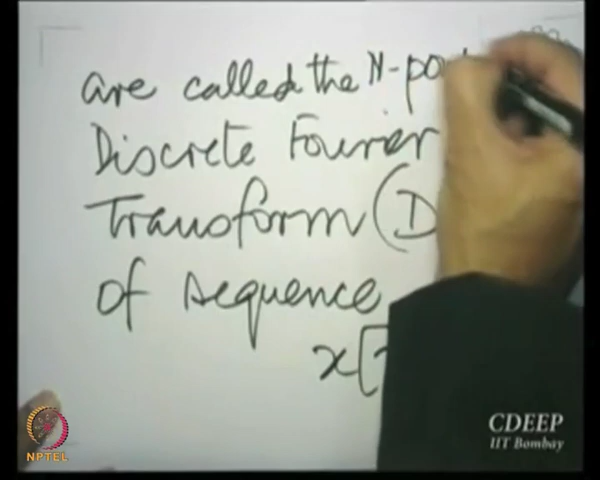 are called the N-po
Discrete Fourier
Transform (D
of sequence
x[
CDEEP
IIT Bombay
NPTEL